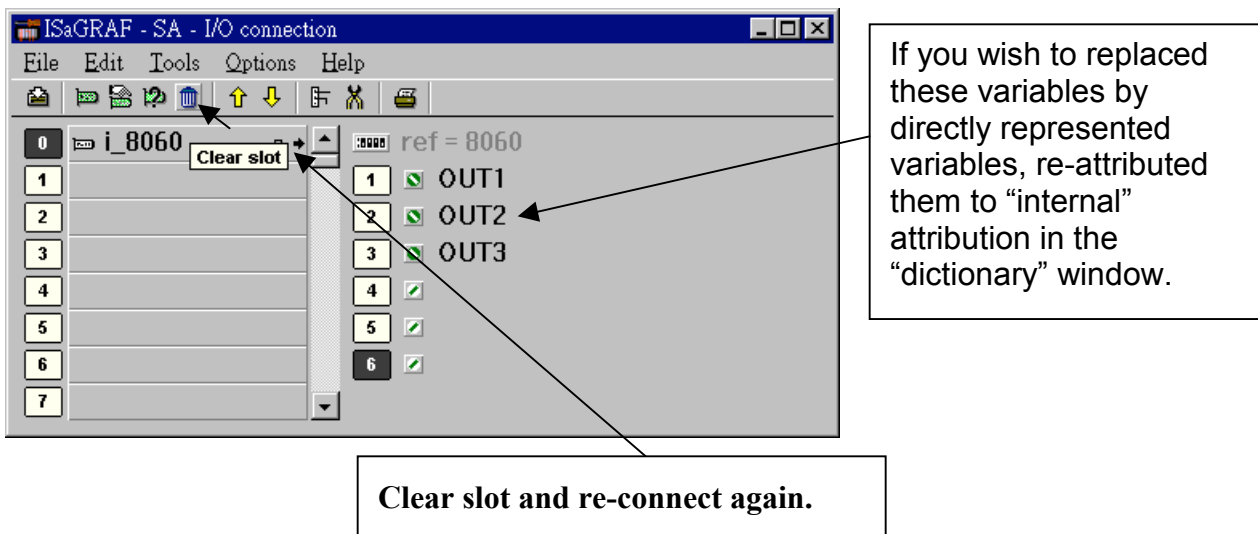 ISaGRAF - SA - I/O connection
File Edit Tools Options Help
0 i_8060
Clear slot
1
2
3
4
5
6
7
ref = 8060
1 OUT1
2 OUT2
3 OUT3
4
5
6
If you wish to replaced
these variables by
directly represented
variables, re-attributed
them to “internal”
attribution in the
“dictionary” window.
Clear slot and re-connect again.